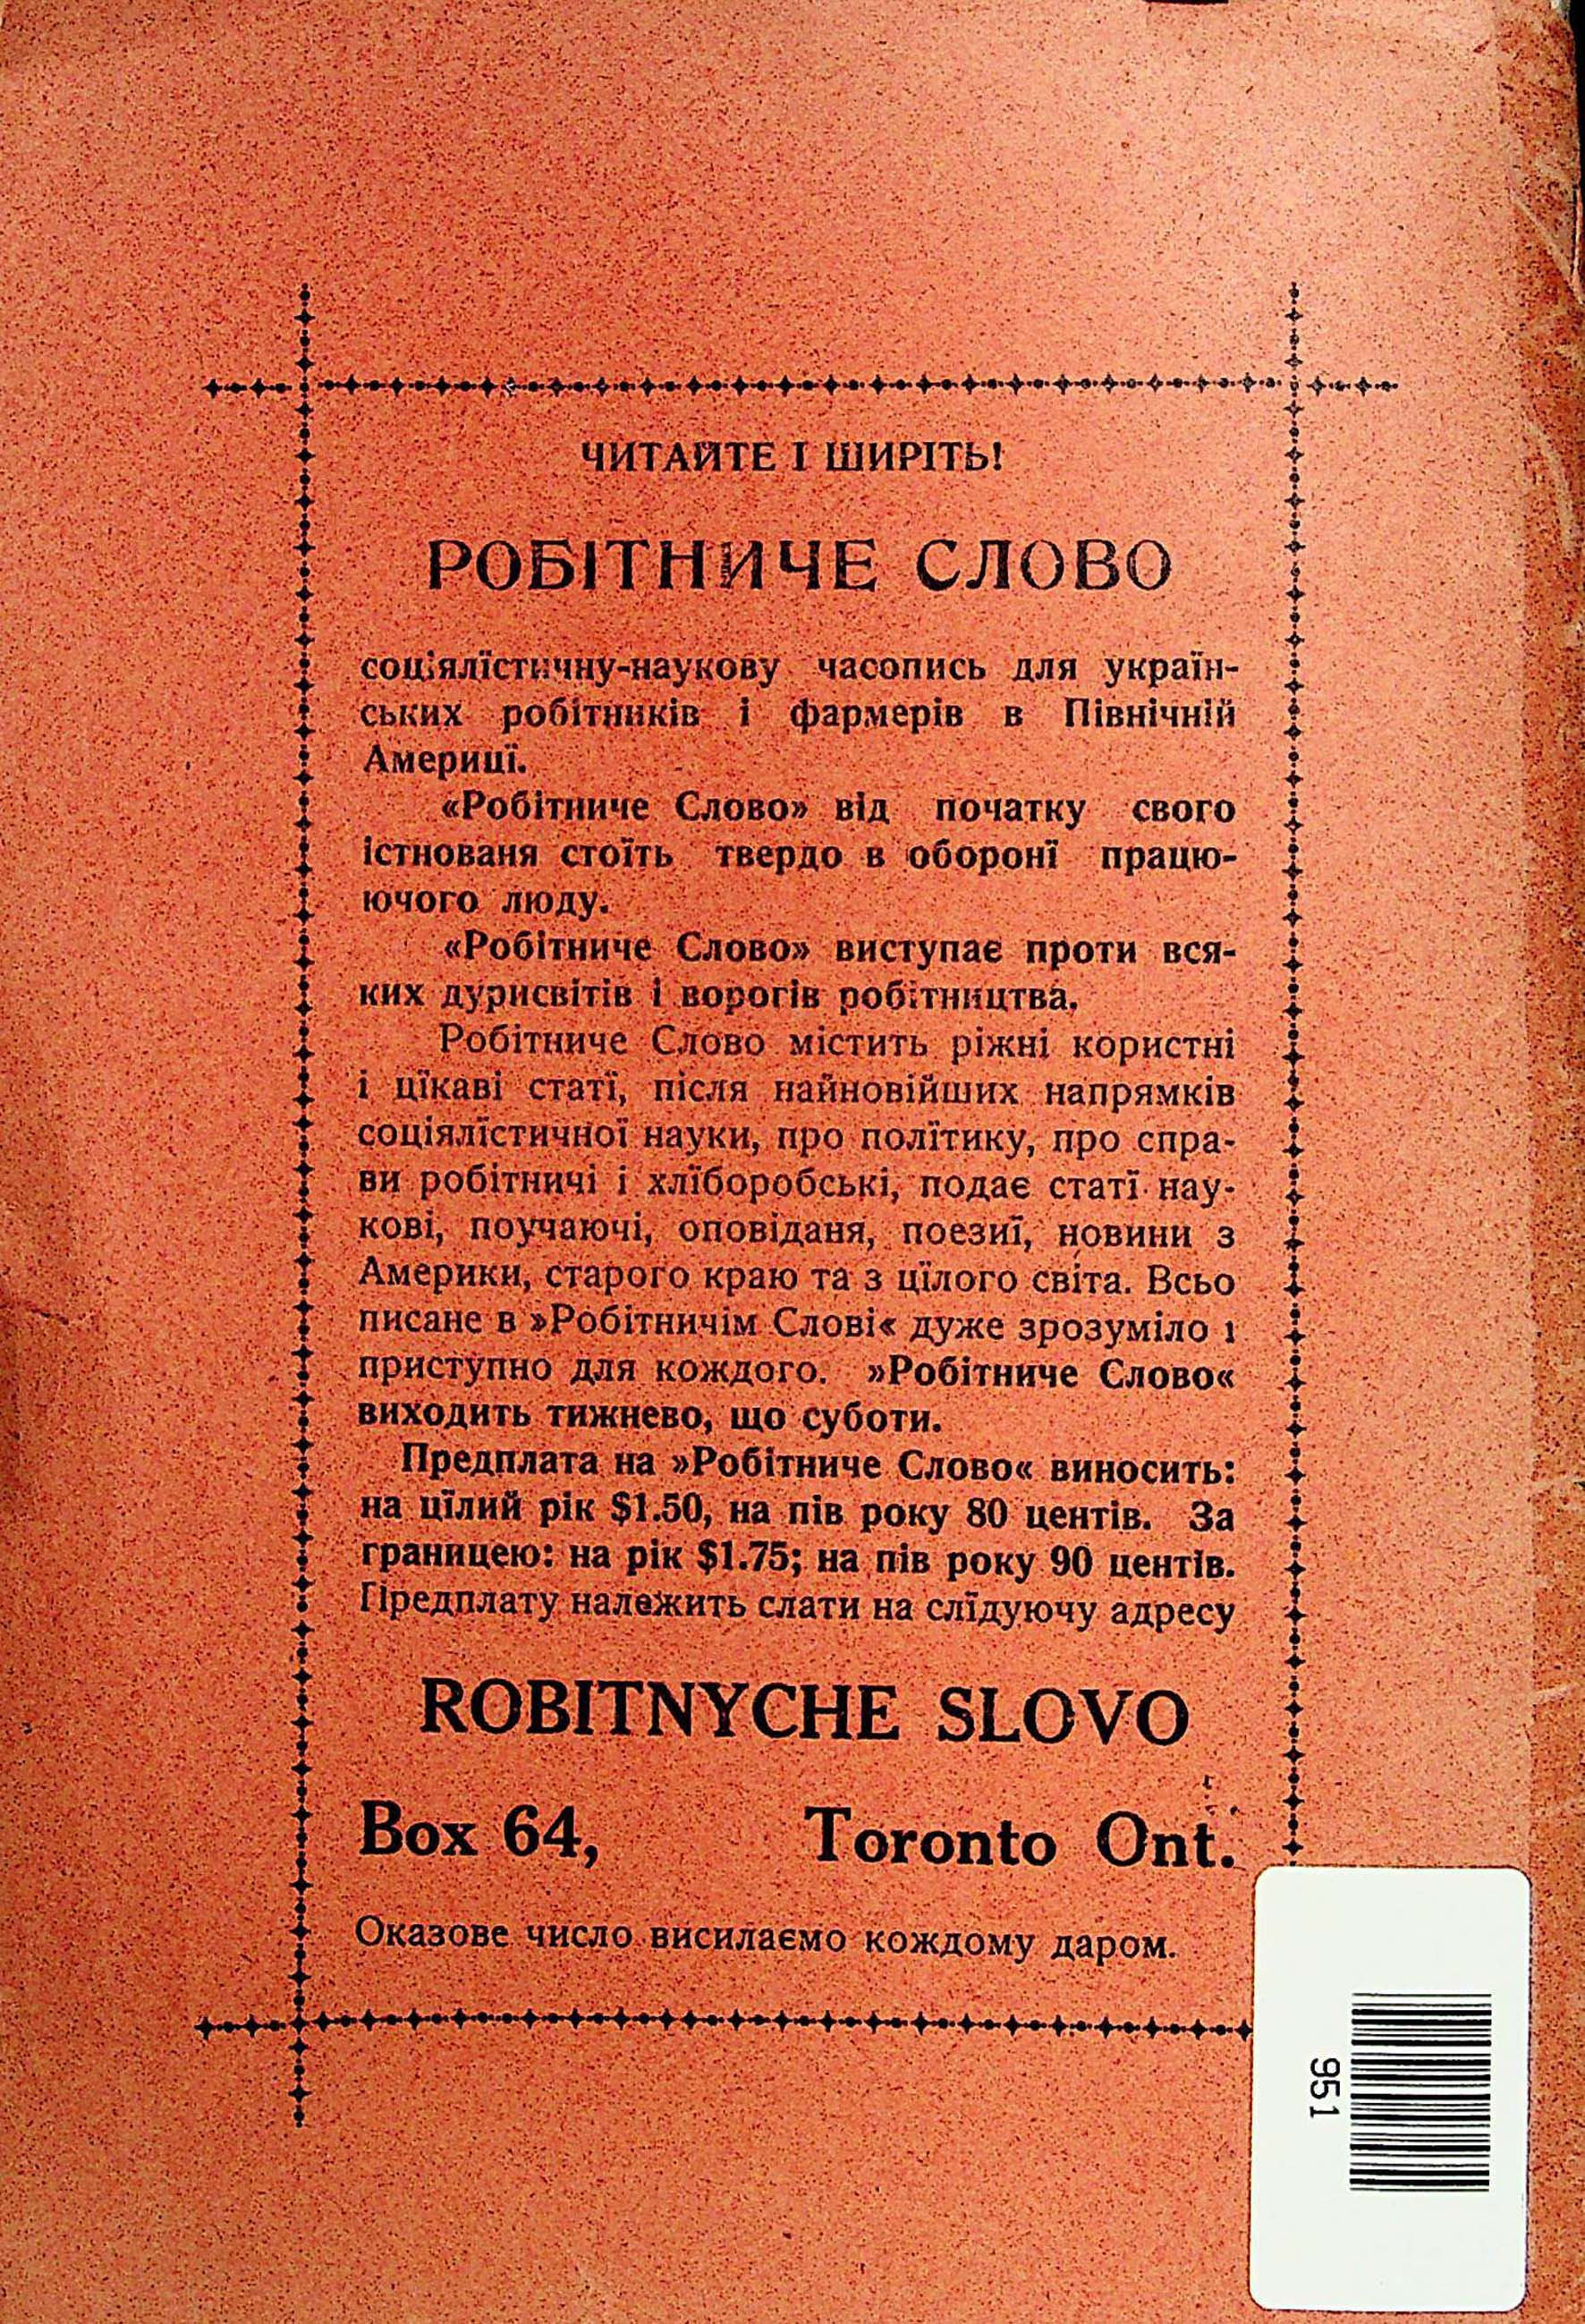 ЧИТАЙТЕ І ШИРІТЬ!
РОБІТНИЧЕ СЛОВО
соціялїстичну-наукову часопись для україн-
ських робітників і фармерів в Північній
Америцї.
«Робітниче Слово» від початку свого
істнованя стоїть твердо в оборонї працю-
ючого люду.
«Робітниче Слово» виступає проти вся-
ких дурисвітів і ворогів робітництва.
Робітниче Слово містить ріжні користні
і цїкаві статї, після найновійших напрямків
соціялїстичної науки, про полїтику, про спра-
ви робітничі і хлїборобські, подає статї нау-
кові, поучаючі, оповіданя, поезиї, новини з
Америки, старого краю та з цїлого світа. Всьо
писане в »Робітничім Слові« дуже зрозуміло і
приступно для кождого. »Робітниче Слово«
виходить тижнево, що суботи.
Предплата на »Робітниче Слово« виносить:
на цїлий рік $1.50, на пів року 80 центів. За
границею: на рік $1.75; на пів року 90 центів.
Предплату належить слати на слїдуючу адресу
ROBITNYCHE SLOVO
Box 64, Toronto Ont.
Оказове число висилаємо кождому даром.
951